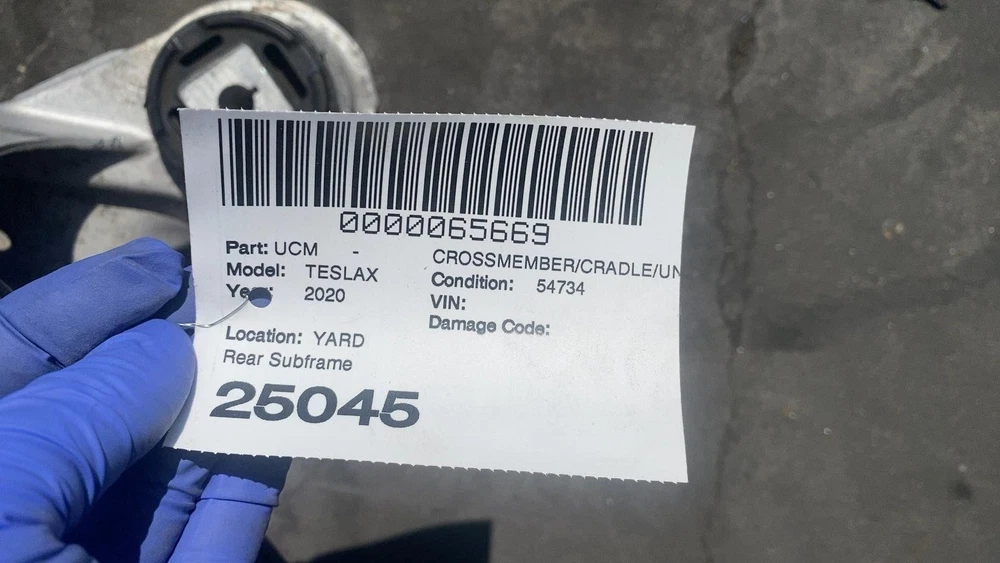 0000065669
Part: UCM - CROSSMEMBER/CRADLE/UN
Model: TESLAX Condition: 54734
2020 VIN:
Damage Code:
Location: YARD
Rear Subframe
25045